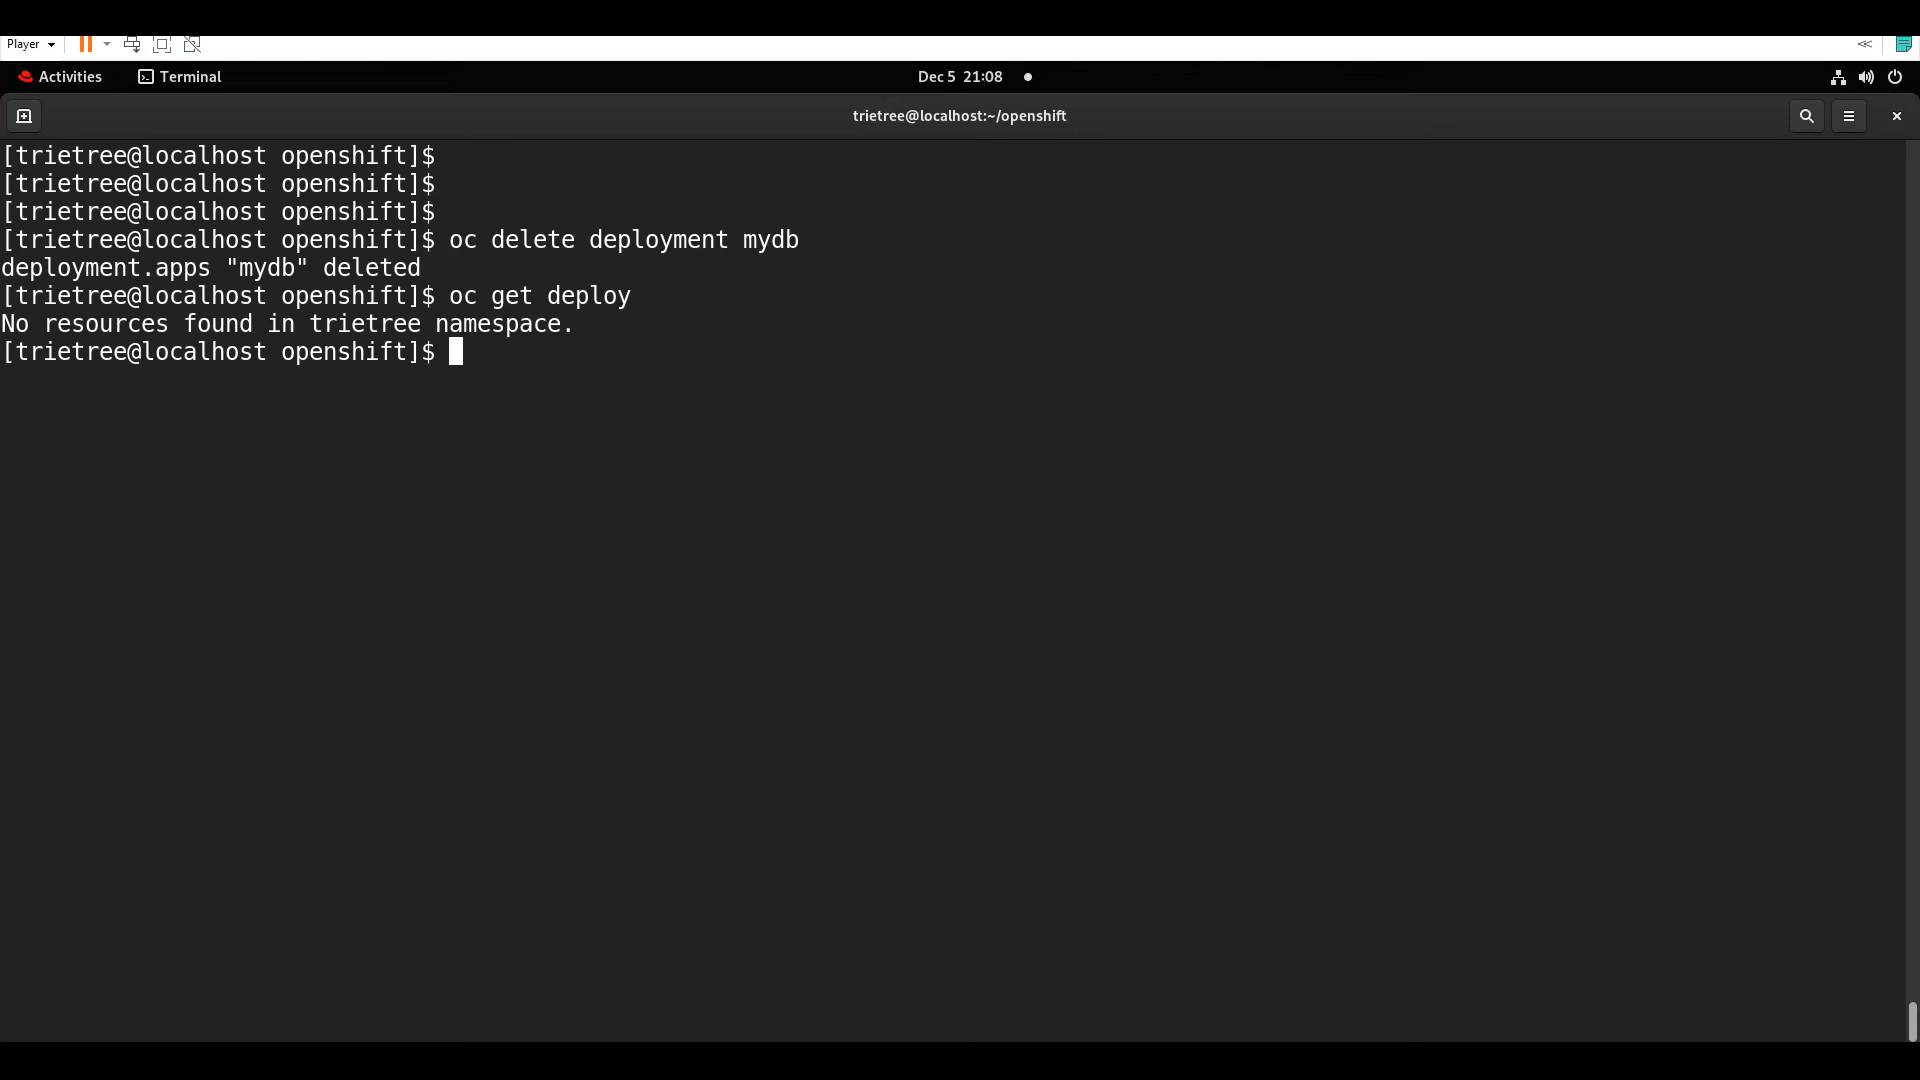 Player
Activities Terminal Dec 5 21:08
trietree@localhost:~/openshift
[trietree@localhost openshift]$
[trietree@localhost openshift]$
[trietree@localhost openshift]$
[trietree@localhost openshift]$ oc delete deployment mydb
deployment.apps "mydb" deleted
[trietree@localhost openshift]$ oc get deploy
No resources found in trietree namespace.
[trietree@localhost openshift]$